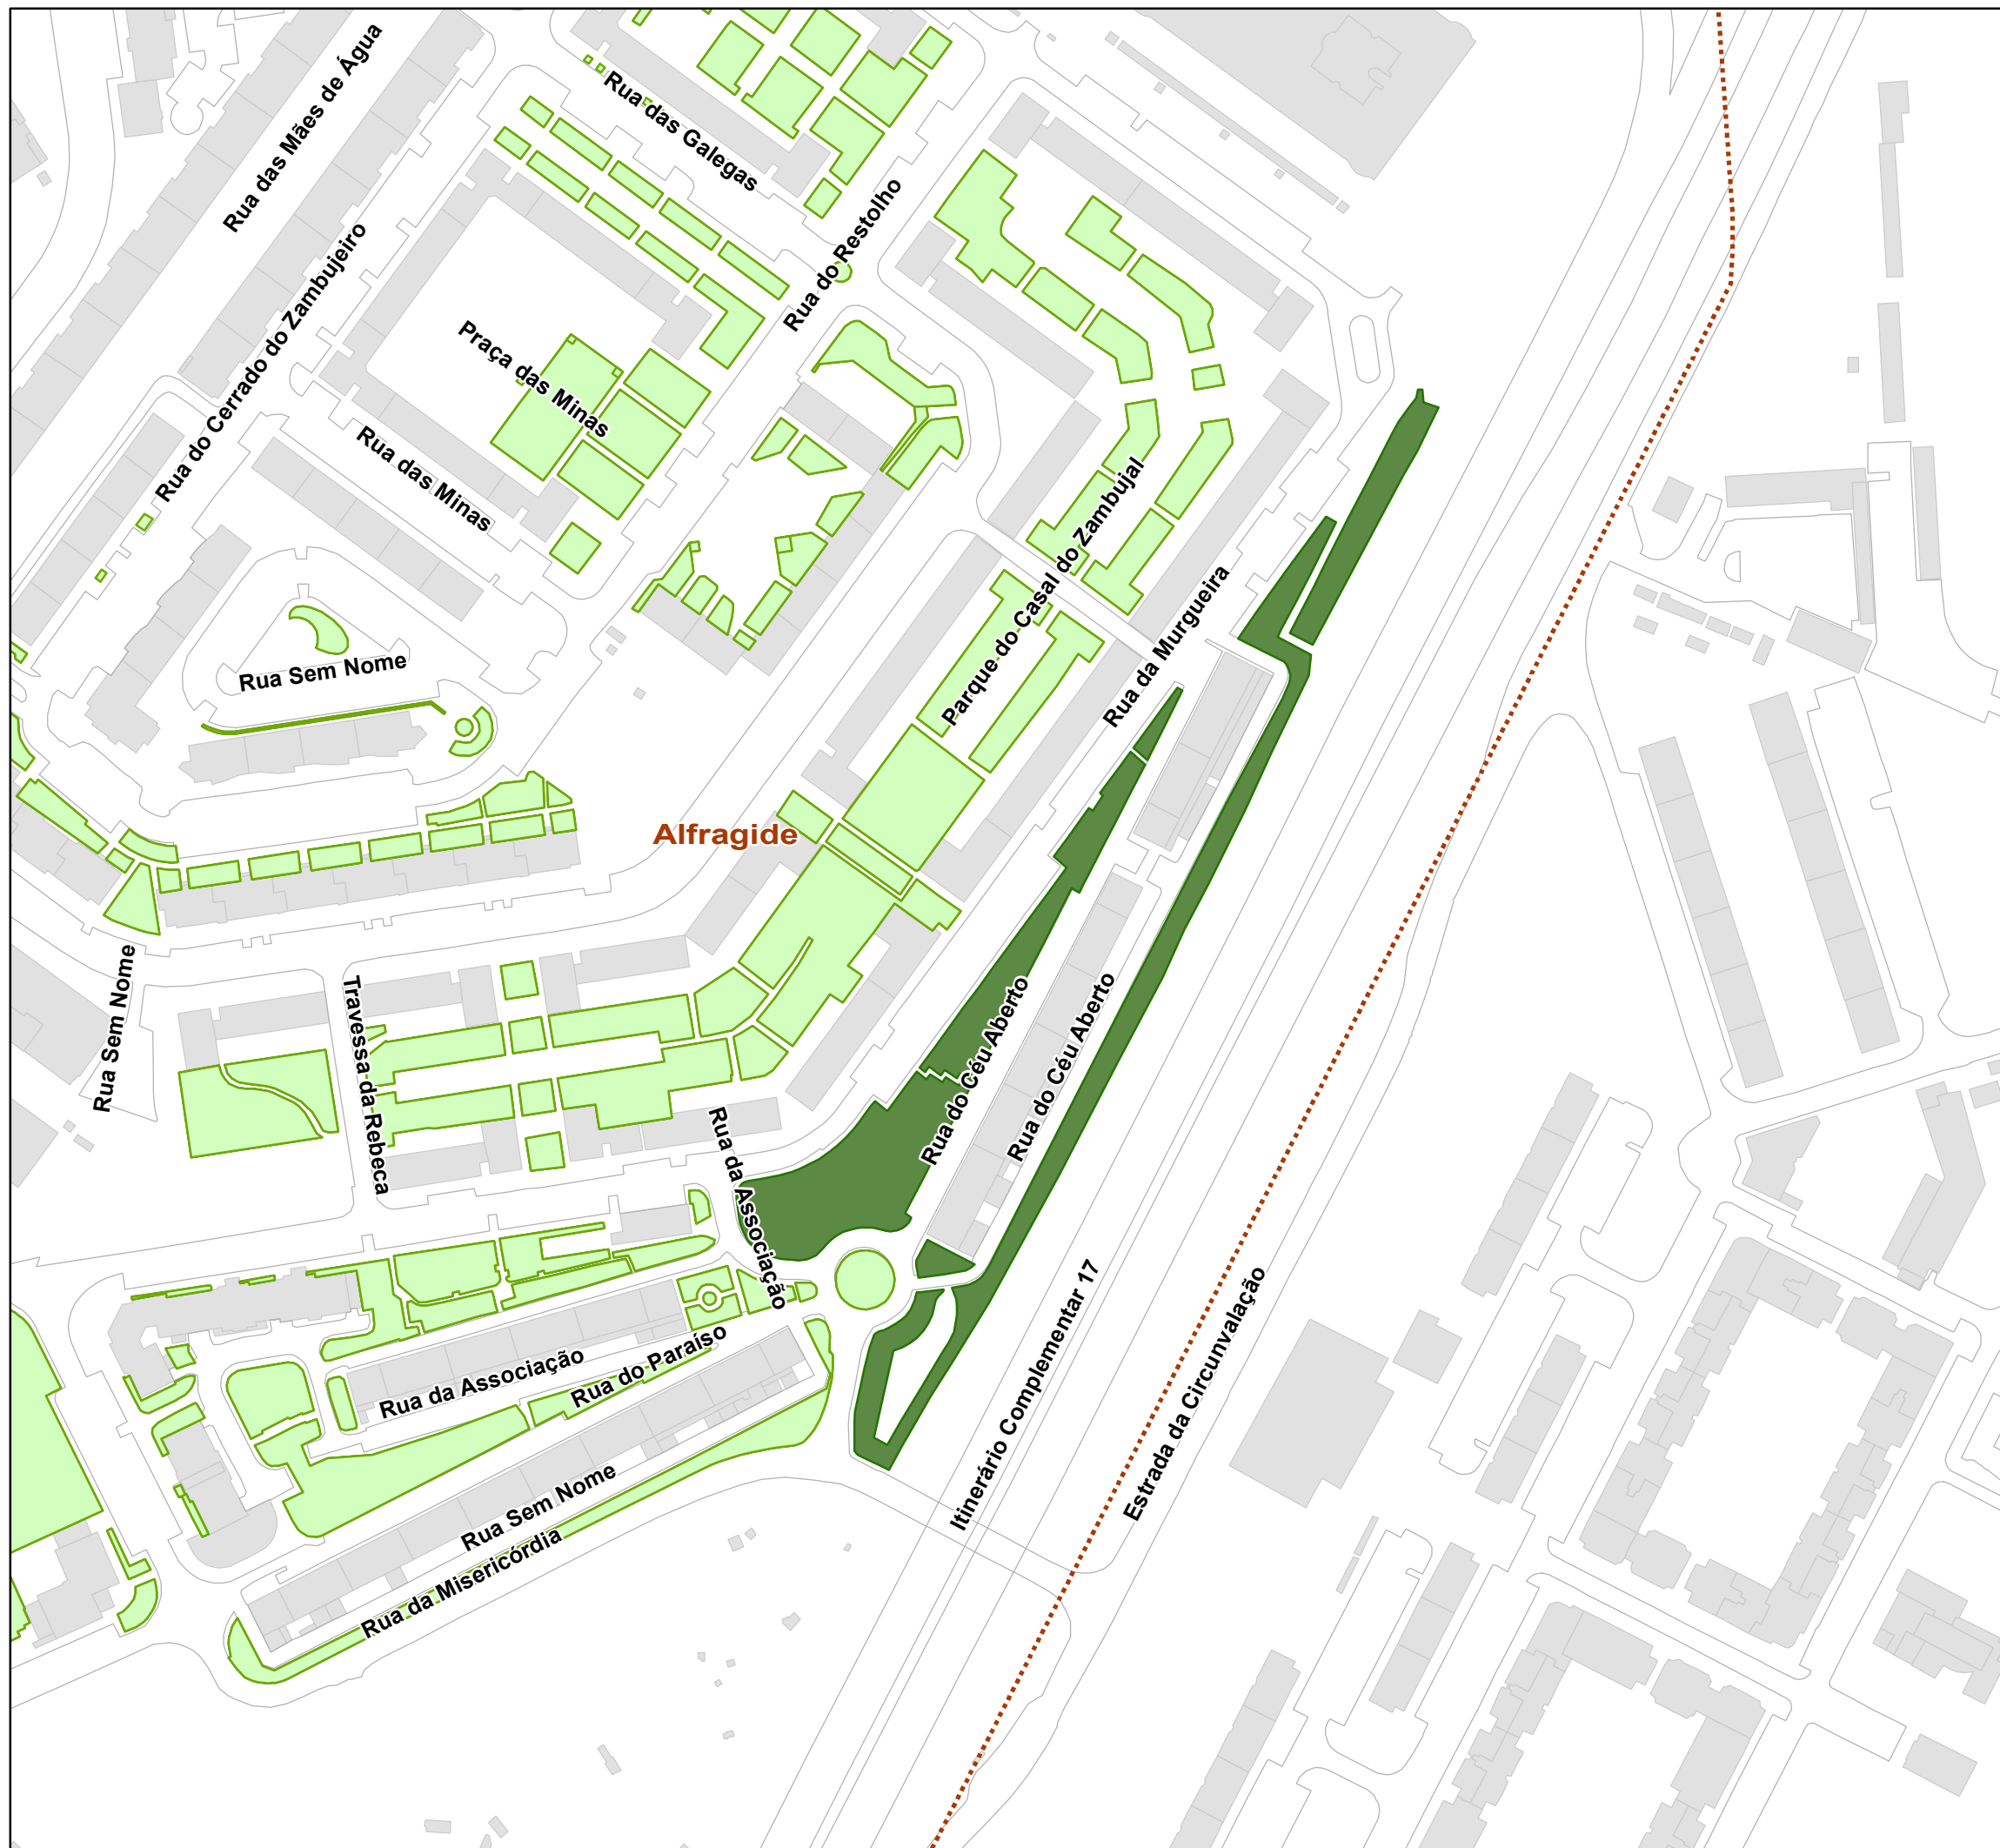 Rua das Mães de Água
Rua das Galegas
Rua do Restolho
Rua do Cerrado do Zambujeiro
Praça das Minas
Rua das Minas
Parque do Casal do Zambujal
Rua da Murgueira
Rua Sem Nome
Alfragide
Rua Sem Nome
Travessa da Rebeca
Rua do Céu Aberto
Rua do Céu Aberto
Rua da Associação
Rua do Paraíso
Rua da Associação
Itinerário Complementar 17
Estrada da Circunvalação
Rua Sem Nome
Rua da Misericórdia